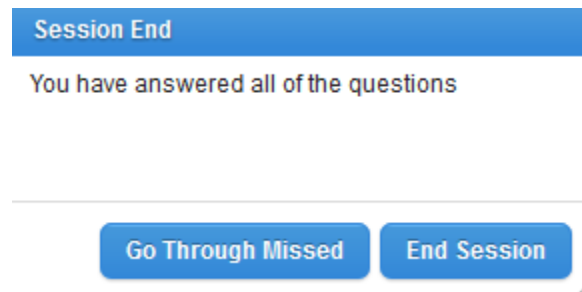 Session End
You have answered all of the questions
Go Through Missed
End Session